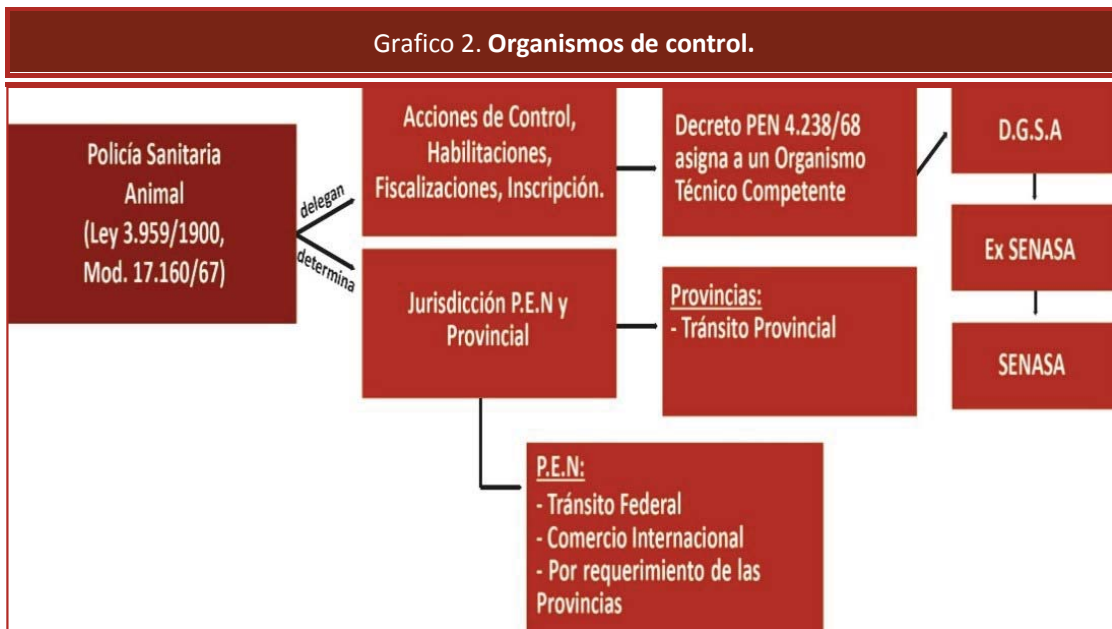 Grafico 2. Organismos de control.
Policía Sanitaria
Animal
(Ley 3.959/1900,
Mod. 17.160/67)
delegan
determina
Acciones de Control,
Habilitaciones,
Fiscalizaciones, Inscripción.
Decreto PEN 4.238/68
asigna a un Organismo
Técnico Competente
D.G.S.A
Ex SENASA
SENASA
Jurisdicción P.E.N y
Provincial
Provincias:
- Tránsito Provincial
P.E.N:
- Tránsito Federal
- Comercio Internacional
- Por requerimiento de las
Provincias